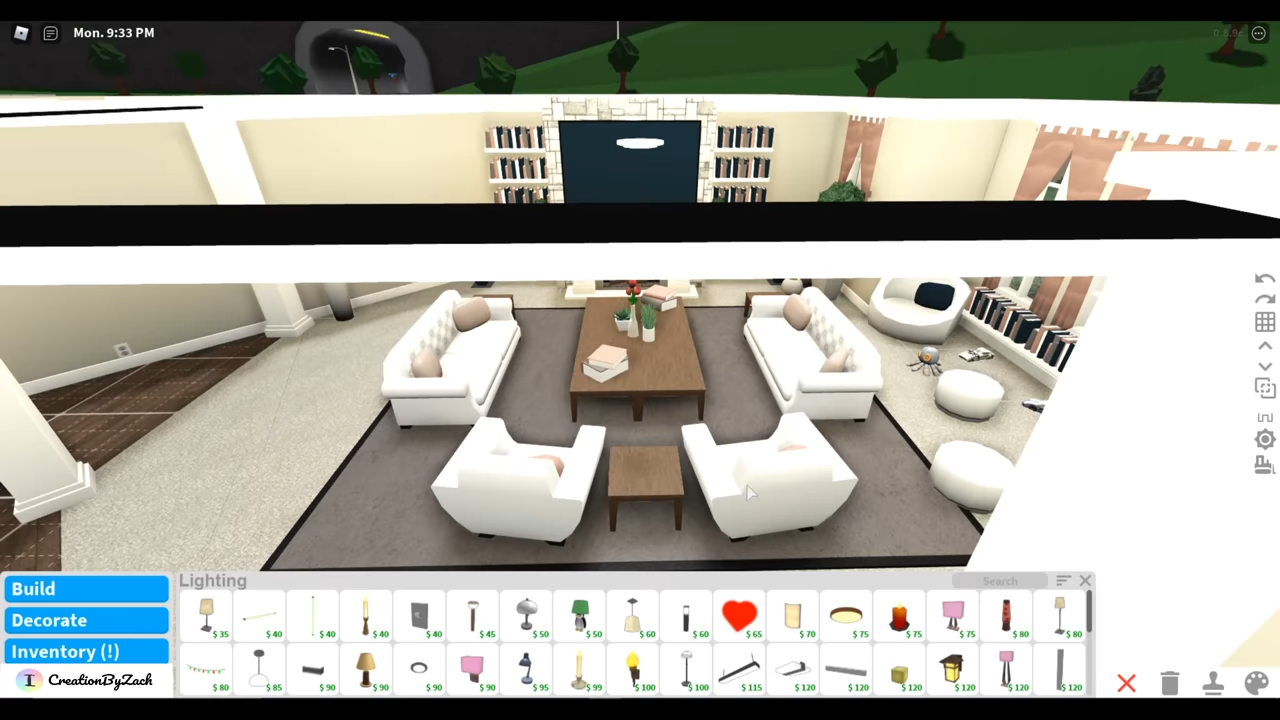 Mon. 9:33 PM
Lighting
Search
Build
Decorate
Inventory (!)
CreationByZach
$ 35 $ 40 $ 40 $ 40 $ 40 $ 45 $ 50 $ 50 $ 60 $ 60 $ 65 $ 70 $ 75 $ 75 $ 75 $ 80 $ 80
$ 80 $ 85 $ 90 $ 90 $ 90 $ 90 $ 95 $ 99 $ 100 $ 100 $ 115 $ 120 $ 120 $ 120 $ 120 $ 120 $ 120